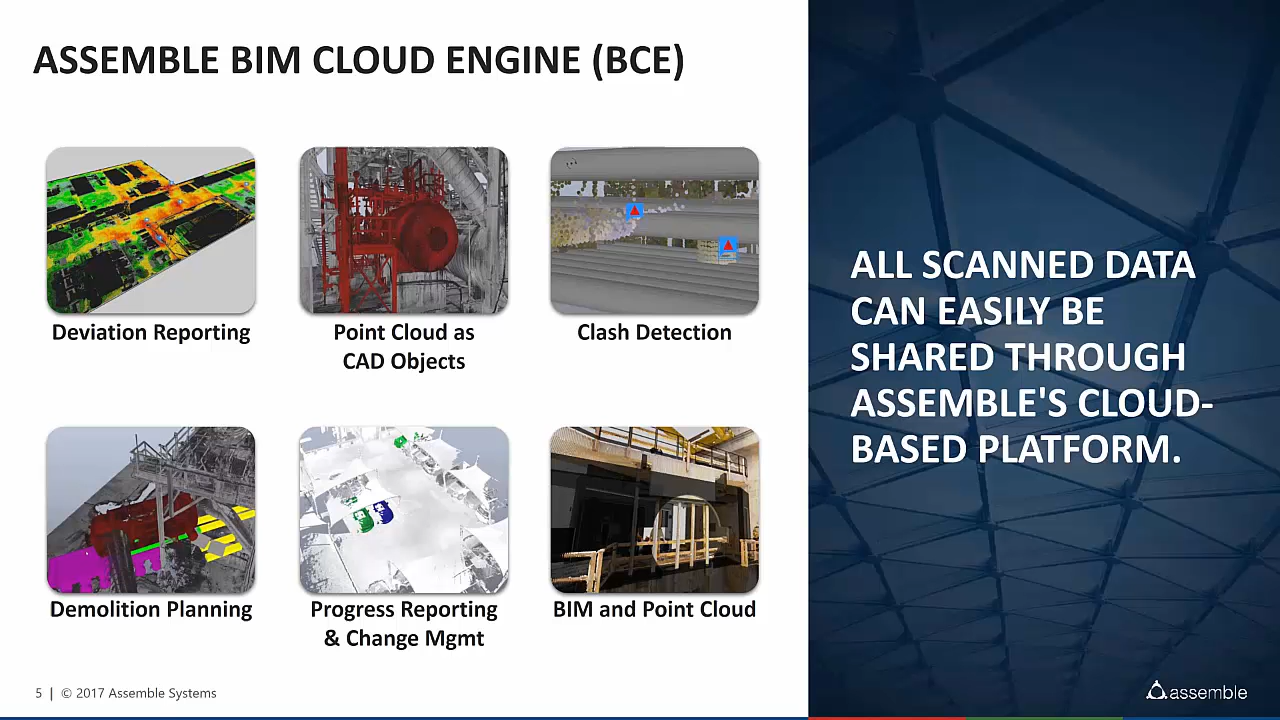 ASSEMBLE BIM CLOUD ENGINE (BCE)
Deviation Reporting
Point Cloud as
CAD Objects
Clash Detection
Demolition Planning
Progress Reporting
& Change Mgmt
BIM and Point Cloud
ALL SCANNED DATA
CAN EASILY BE
SHARED THROUGH
ASSEMBLE'S CLOUD-
BASED PLATFORM.
5 | © 2017 Assemble Systems
assemble